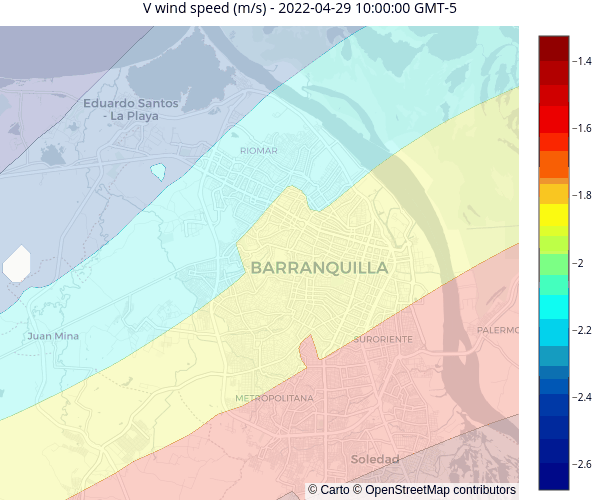 V wind speed (m/s) - 2022-04-29 10:00:00 GMT-5
Eduardo Santos
- La Playa
RIOMAR
BARRANQUILLA
Juan Mina
SURORIENTE
PALERMO
METROPOLITANA
Soledad
© Carto © OpenStreetMap contributors
−1.4
−1.6
−1.8
−2
−2.2
−2.4
−2.6